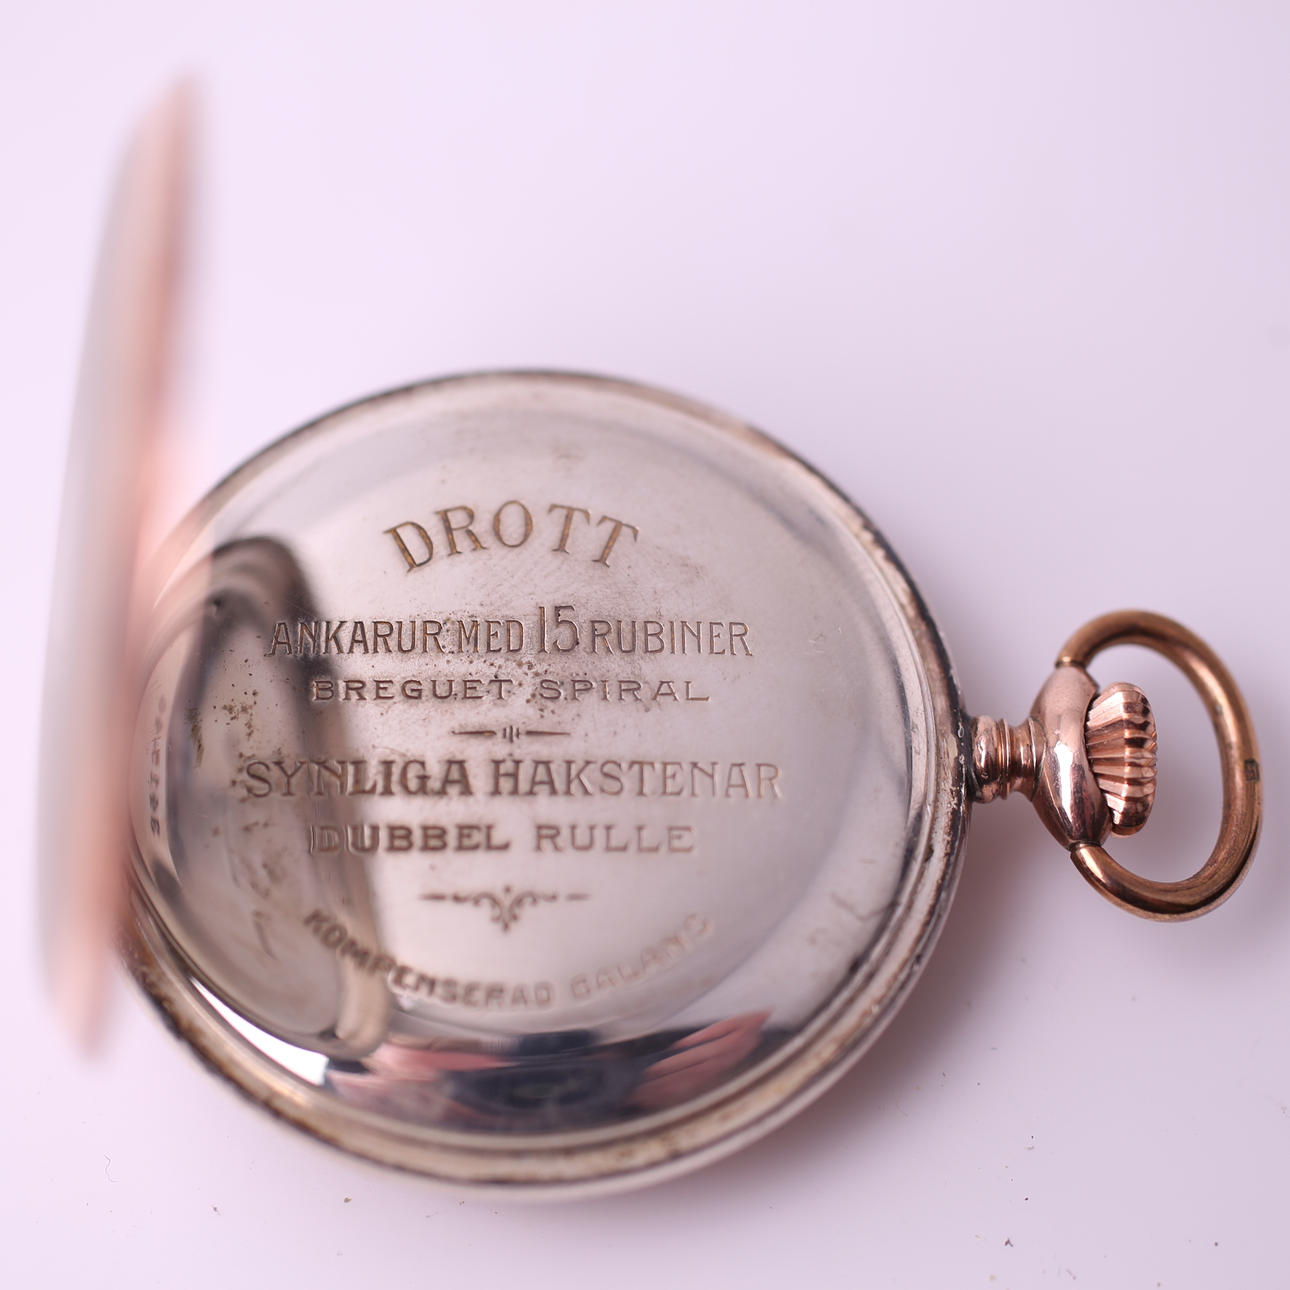 DROTT
ANKARUR MED 15 RUBINER
BREGUET SPIRAL
SYNLIGA HAKSTENAR
DUBBEL RULLE
KOMPENSERAD BALANS